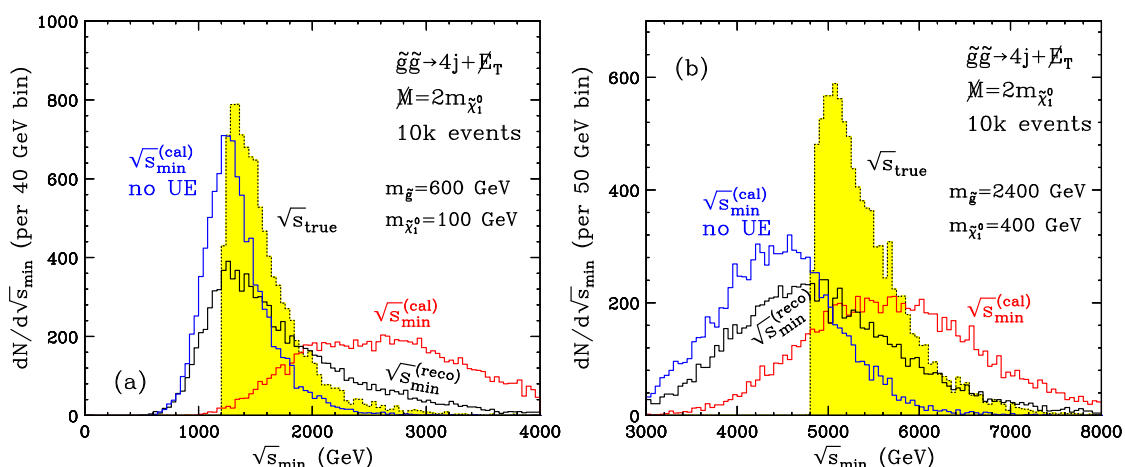 1000
800
600
400
200
0
dN/d√s_min (per 40 GeV bin)
g̃g̃→4j+E̸_T
M̸=2m_χ̃₁⁰
10k events
√s_min^(cal)
no UE
m_g̃=600 GeV
m_χ̃₁⁰=100 GeV
√s_true
√s_min^(cal)
√s_min^(reco)
(a)
0 1000 2000 3000 4000
√s_min (GeV)
600
400
200
0
dN/d√s_min (per 50 GeV bin)
(b)
g̃g̃→4j+E̸_T
M̸=2m_χ̃₁⁰
10k events
√s_true
m_g̃=2400 GeV
m_χ̃₁⁰=400 GeV
√s_min^(cal)
no UE
√s_min^(reco)
√s_min^(cal)
3000 4000 5000 6000 7000 8000
√s_min (GeV)